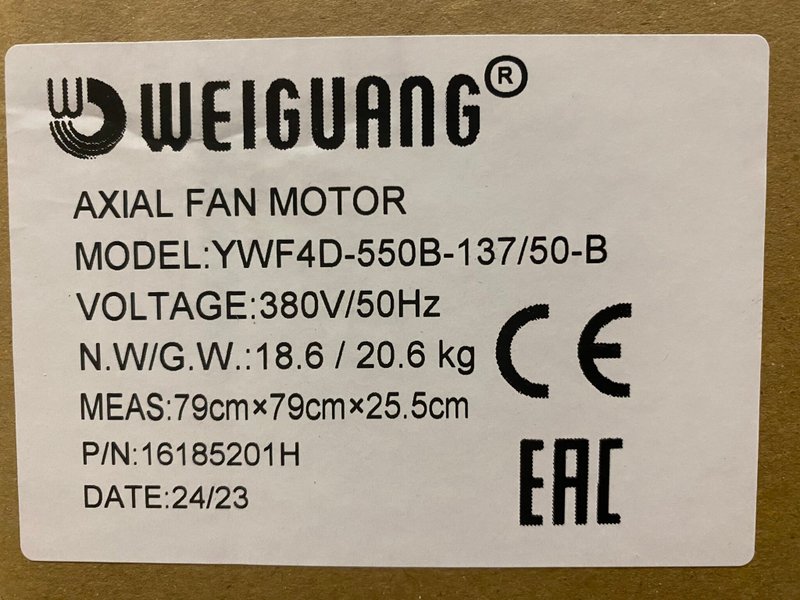 WEIGUANG®
AXIAL FAN MOTOR
MODEL:YWF4D-550B-137/50-B
VOLTAGE:380V/50Hz
N.W/G.W.:18.6 / 20.6 kg
MEAS:79cm×79cm×25.5cm
P/N:16185201H
DATE:24/23
CE
EAC